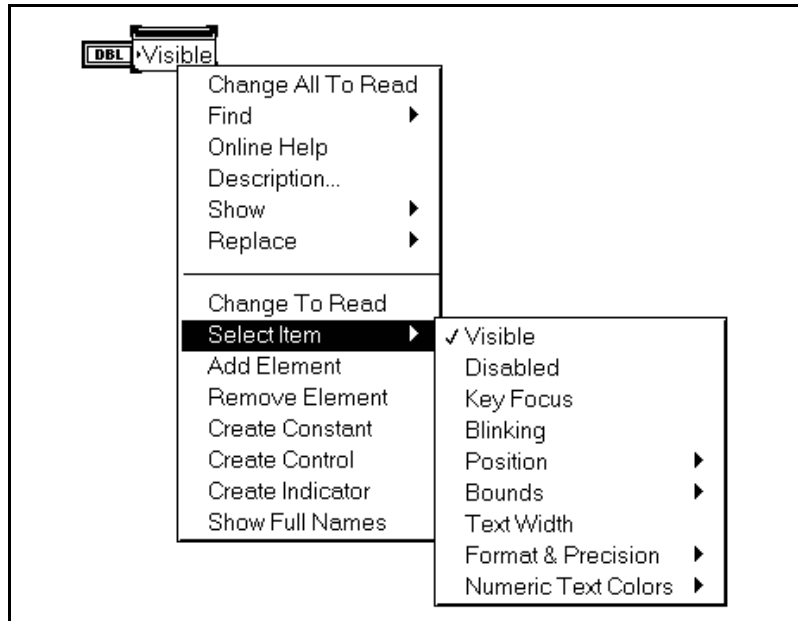 DBL Visible
Change All To Read
Find
Online Help
Description...
Show
Replace
Change To Read
Select Item
Add Element
Remove Element
Create Constant
Create Control
Create Indicator
Show Full Names
✓ Visible
Disabled
Key Focus
Blinking
Position
Bounds
Text Width
Format & Precision
Numeric Text Colors